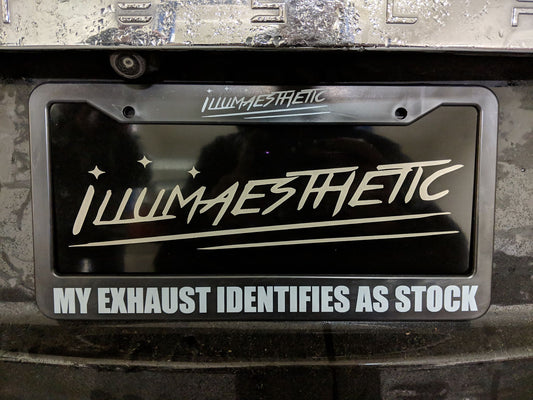 ILLUMAESTHETIC
ILLUMAESTHETIC
MY EXHAUST IDENTIFIES AS STOCK